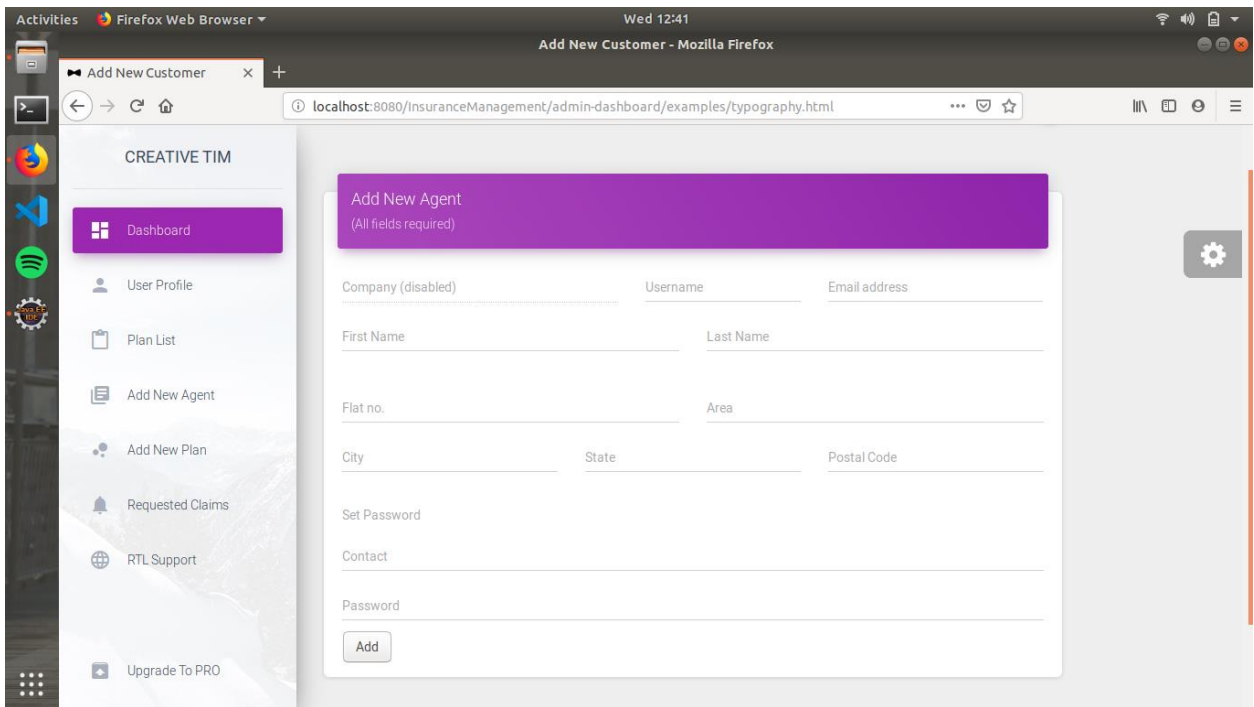 Activities Firefox Web Browser Wed 12:41
Add New Customer - Mozilla Firefox
Add New Customer
localhost:8080/InsuranceManagement/admin-dashboard/examples/typography.html
CREATIVE TIM
Dashboard
User Profile
Plan List
Add New Agent
Add New Plan
Requested Claims
RTL Support
Upgrade To PRO
Add New Agent
(All fields required)
Company (disabled) Username Email address
First Name Last Name
Flat no. Area
City State Postal Code
Set Password
Contact
Password
Add
Java EE
IDE